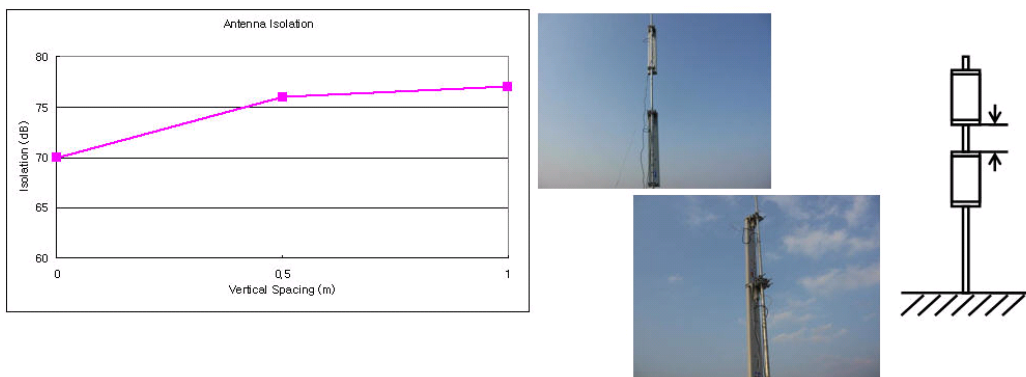 Antenna Isolation
80
75
70
65
60
Isolation (dB)
0
0,5
1
Vertical Spacing (m)